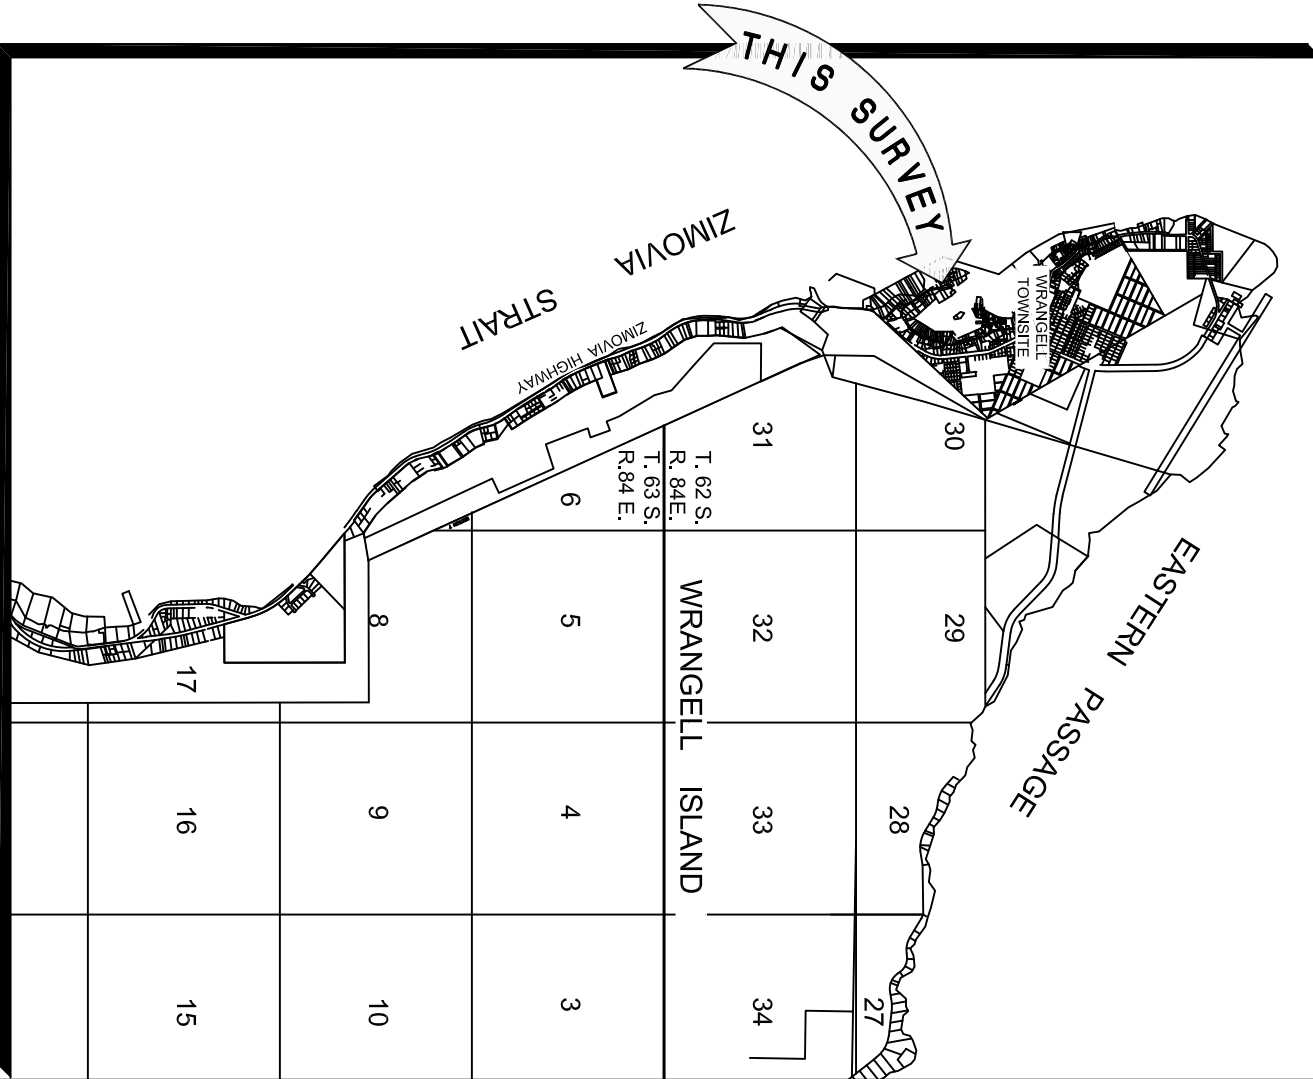 THIS SURVEY
ZIMOVIA
STRAIT
ZIMOVIA HIGHWAY
WRANGELL
TOWNSITE
EASTERN PASSAGE
WRANGELL ISLAND
T. 62 S.
R. 84E.
T. 63 S.
R.84 E.
30
31
6
29
32
5
8
17
28
33
4
9
16
27
34
3
10
15